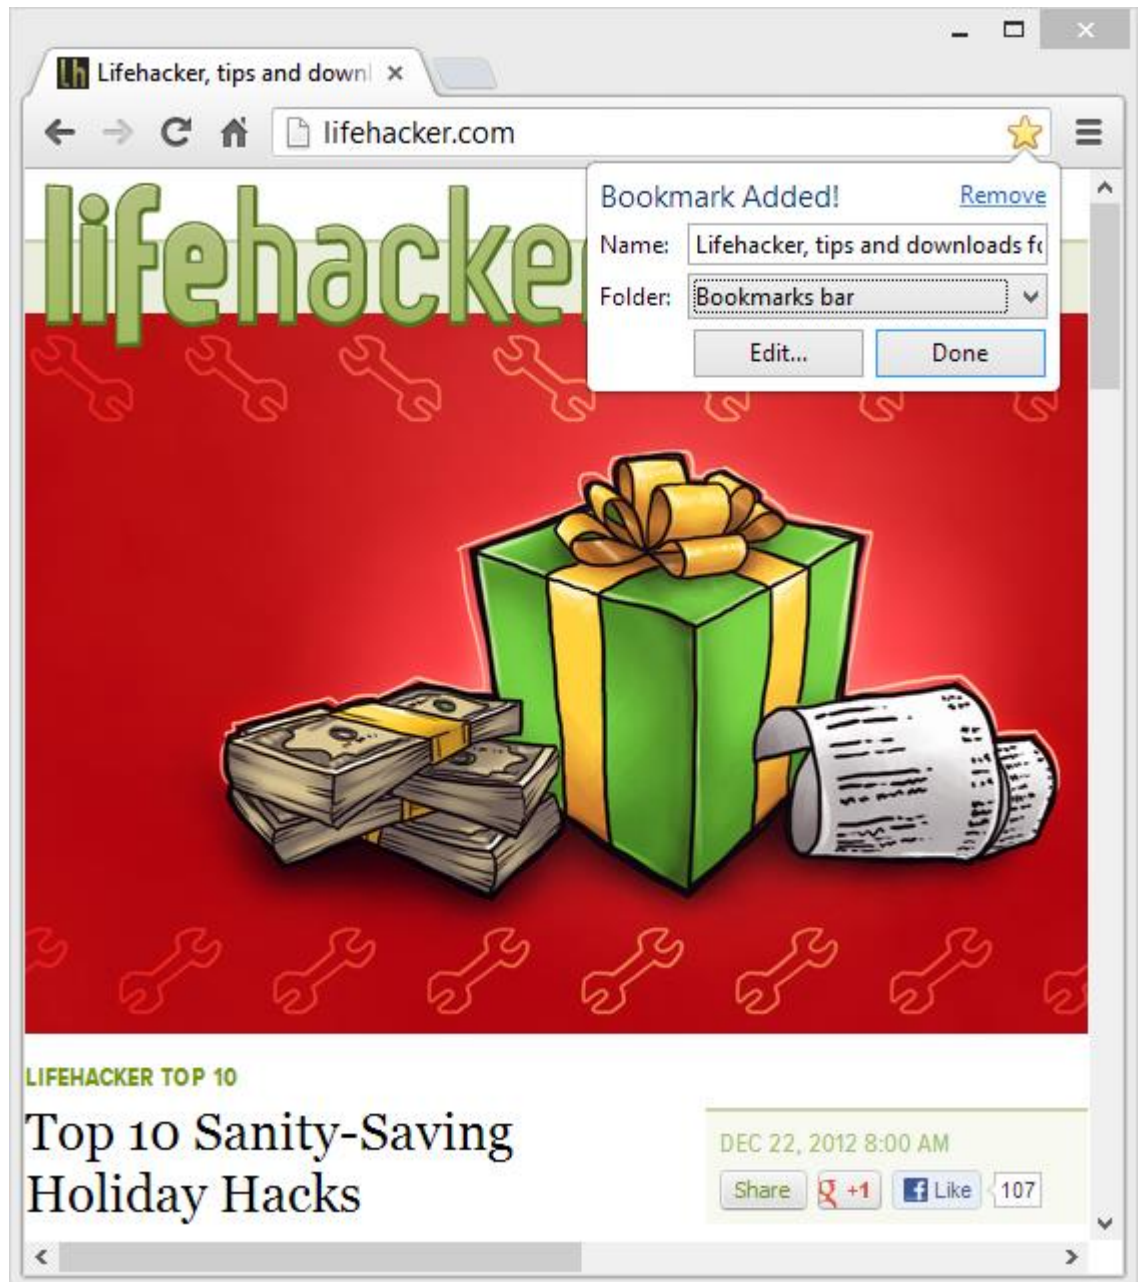 Lifehacker, tips and downl
lifehacker.com
Bookmark Added! Remove
Name: Lifehacker, tips and downloads fo
Folder: Bookmarks bar
Edit... Done
lifehacke
LIFEHACKER TOP 10
Top 10 Sanity-Saving
Holiday Hacks
DEC 22, 2012 8:00 AM
Share g +1 f Like 107